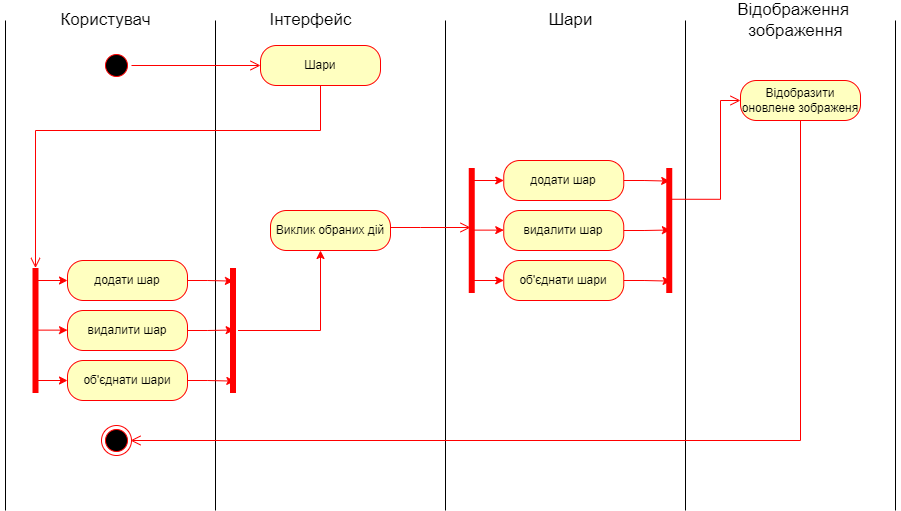 Користувач
Інтерфейс
Шари
Відображення
зображення
Шари
Відобразити
оновлене зображеня
додати шар
видалити шар
об'єднати шари
Виклик обраних дій
додати шар
видалити шар
об'єднати шари